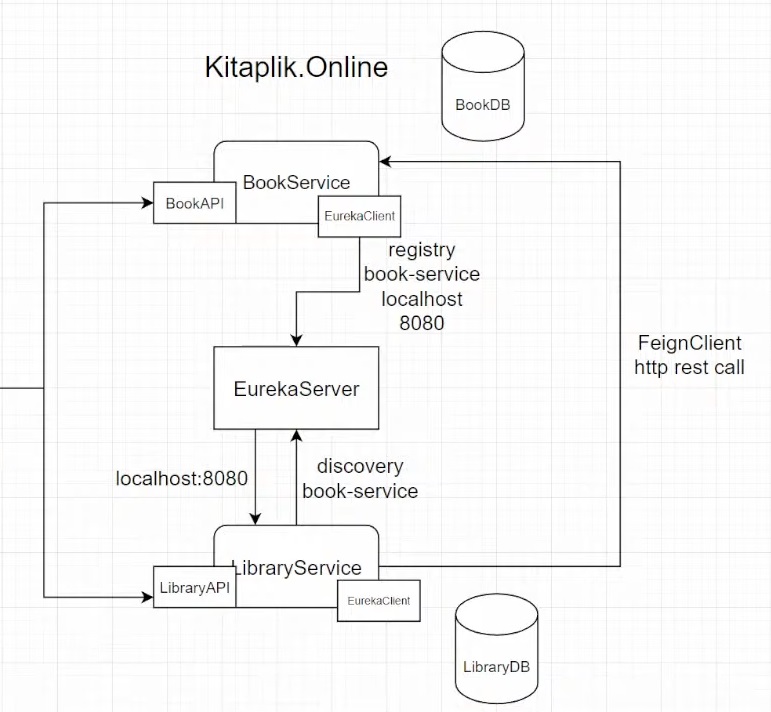 Kitaplik.Online
BookDB
BookService
BookAPI
EurekaClient
registry
book-service
localhost
8080
FeignClient
http rest call
EurekaServer
localhost:8080
discovery
book-service
LibraryService
LibraryAPI
EurekaClient
LibraryDB